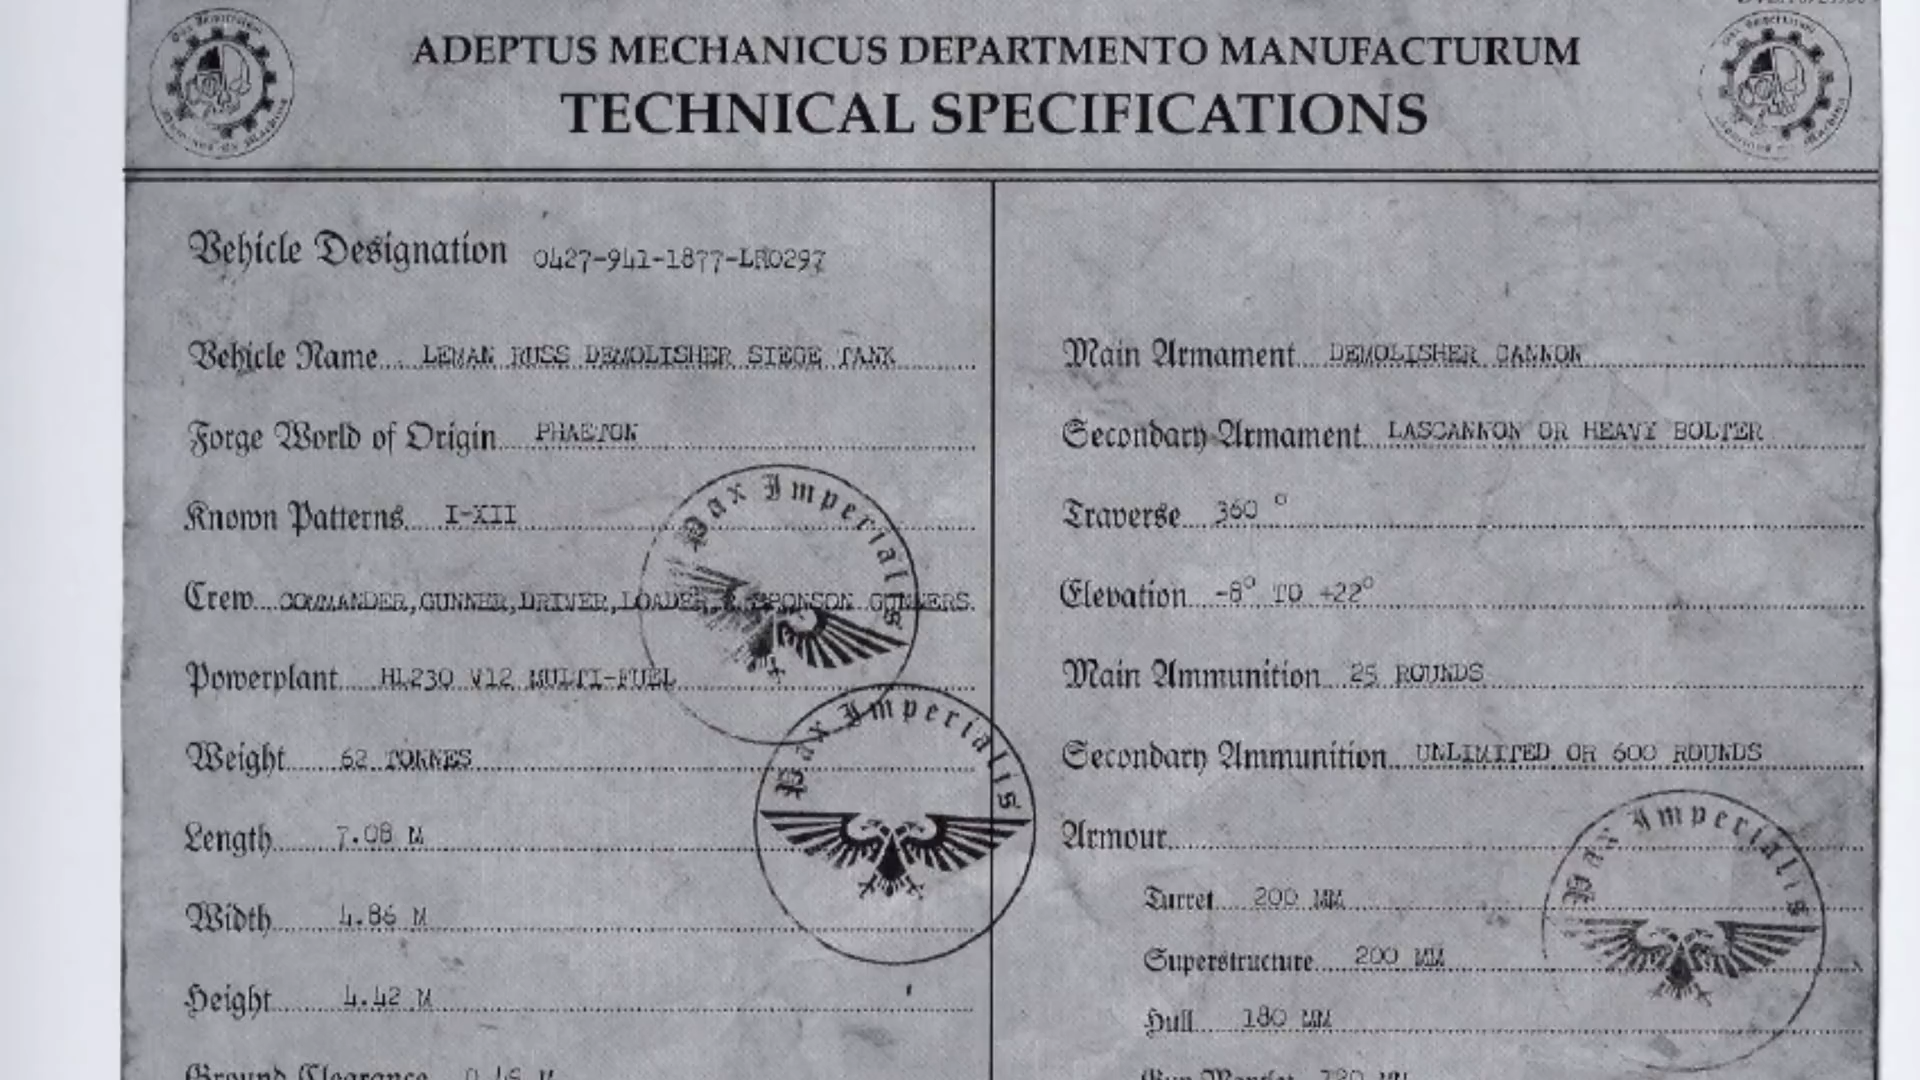 ADEPTUS MECHANICUS DEPARTMENTO MANUFACTURUM
TECHNICAL SPECIFICATIONS
Vehicle Designation 0427-941-1877-LR0297
Vehicle Name LEMAN RUSS DEMOLISHER SIEGE TANK
Forge World of Origin PHAETON
Known Patterns I-XII
Crew COMMANDER, GUNNER, DRIVER, LOADER, SPONSON GUNNERS
Powerplant HL230 V12 MULTI-FUEL
Weight 62 TONNES
Length 7.08 M
Width 4.86 M
Height 4.42 M
Ground Clearance
Main Armament DEMOLISHER CANNON
Secondary Armament LASCANNON OR HEAVY BOLTER
Traverse 360 °
Elevation -8° TO +22°
Main Ammunition 25 ROUNDS
Secondary Ammunition UNLIMITED OR 600 ROUNDS
Armour
Turret 200 MM
Superstructure 200 MM
Hull 180 MM
Gun Mantlet
Pax Imperialis
Pax Imperialis
Pax Imperialis